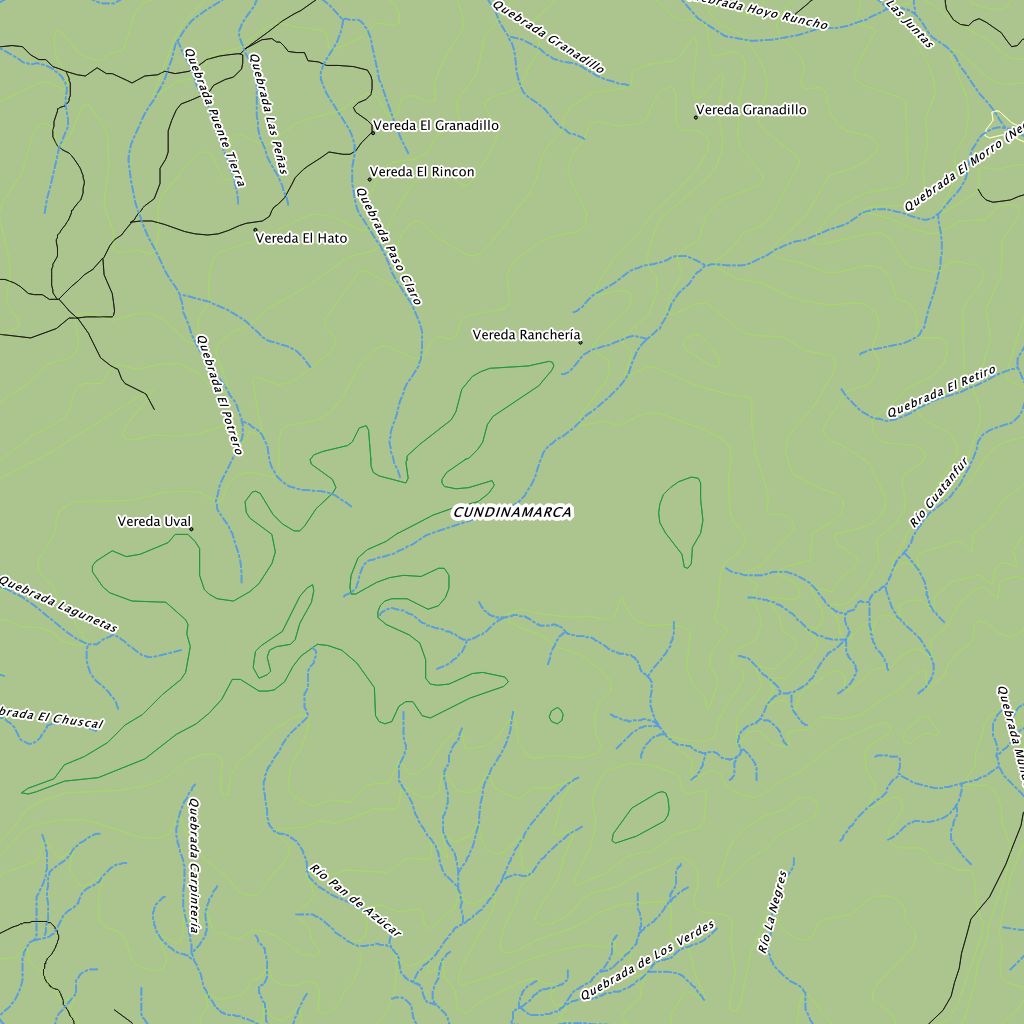 Quebrada Granadillo
ebrada Hoyo Runcho
Las Juntas
Quebrada Puente Tierra
Quebrada Las Peñas
Vereda El Granadillo
Vereda Granadillo
Vereda El Rincon
Quebrada El Morro (Neg
Quebrada Paso Claro
Vereda El Hato
Vereda Ranchería
Quebrada El Potrero
Quebrada El Retiro
Río Guatanfur
CUNDINAMARCA
Vereda Uval
Quebrada Lagunetas
brada El Chuscal
Quebrada Mun
Quebrada Carpintería
Río Pan de Azúcar
Río La Negres
Quebrada de Los Verdes